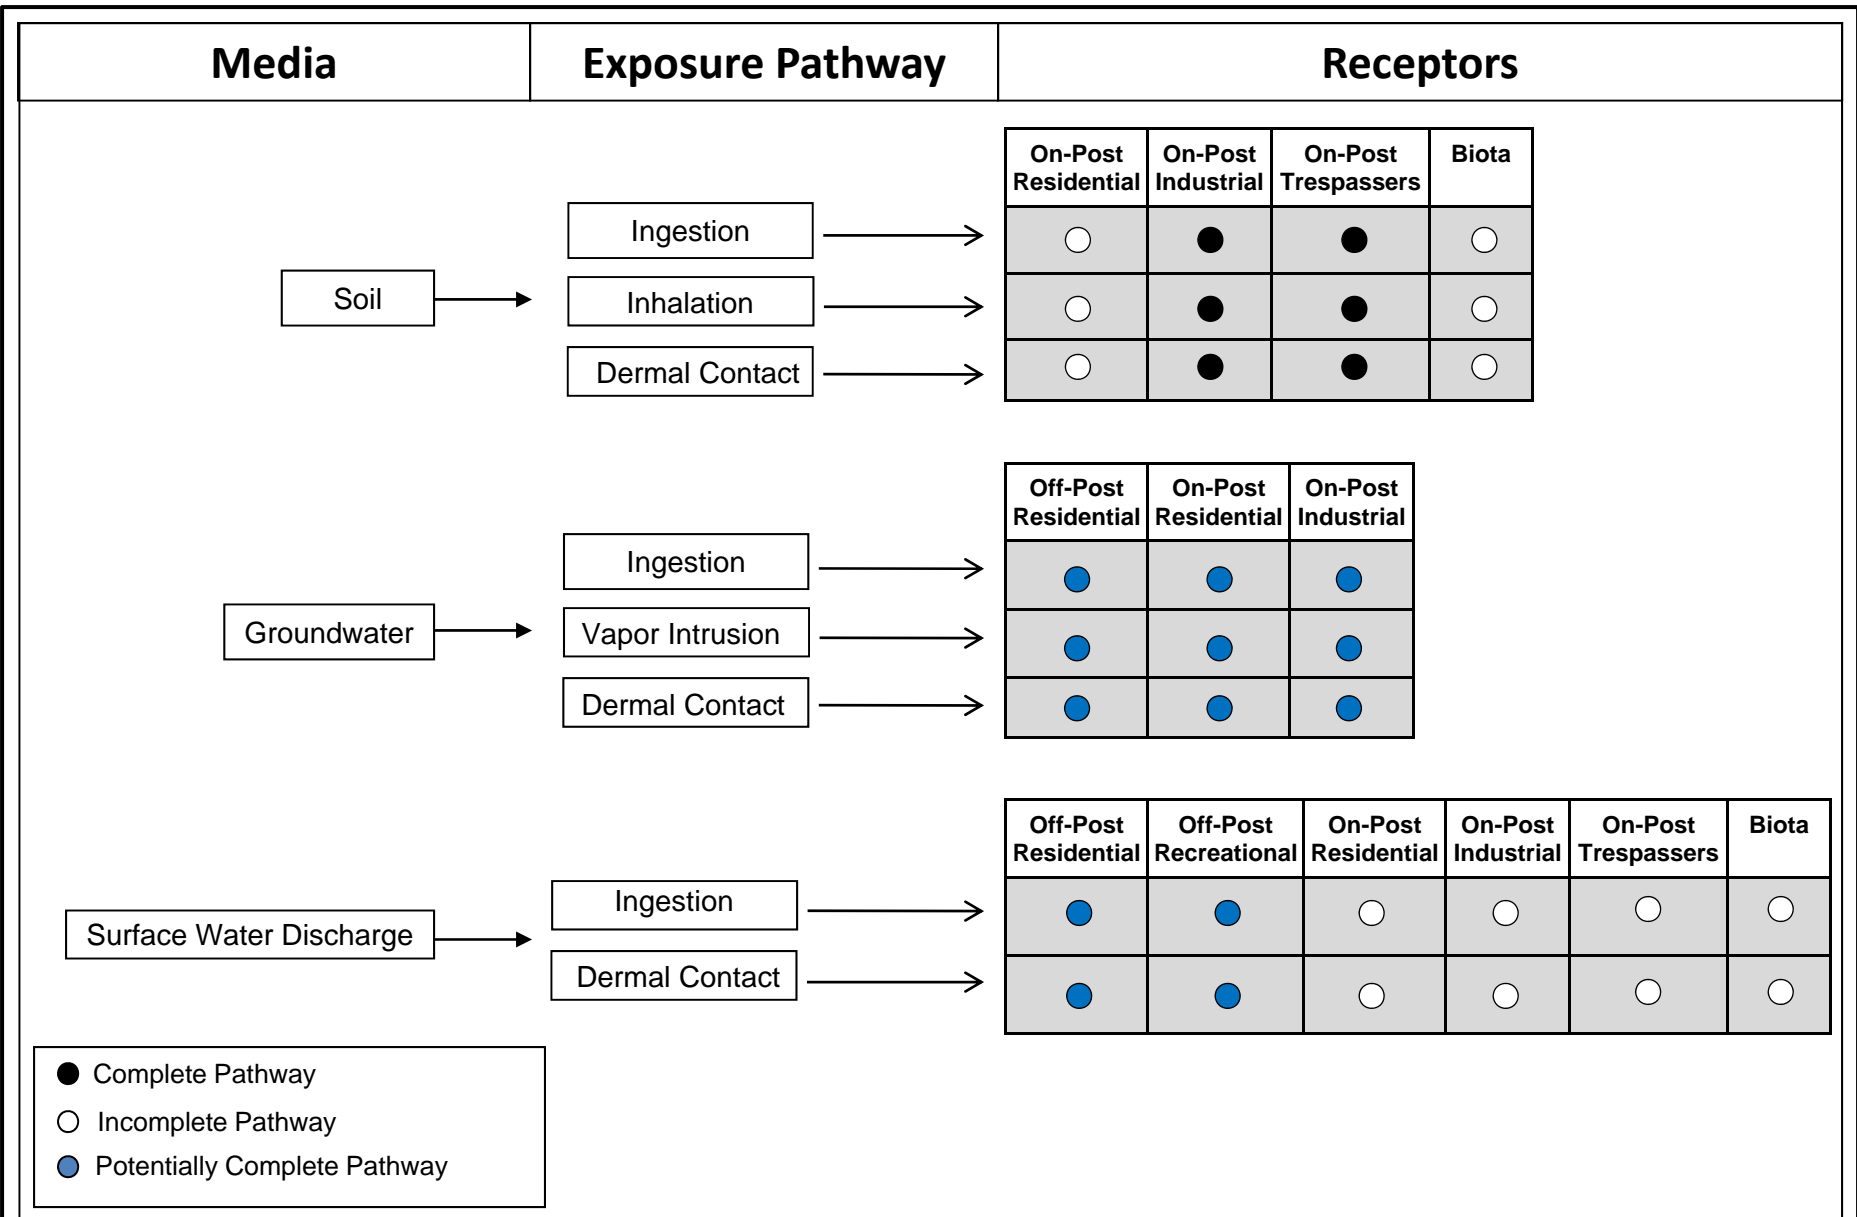 Media Exposure Pathway Receptors
On-Post On-Post On-Post Biota
Residential Industrial Trespassers
Ingestion
Soil
Inhalation
Dermal Contact
Off-Post On-Post On-Post
Residential Residential Industrial
Ingestion
Groundwater
Vapor Intrusion
Dermal Contact
Off-Post Off-Post On-Post On-Post On-Post Biota
Residential Recreational Residential Industrial Trespassers
Ingestion
Surface Water Discharge
Dermal Contact
Complete Pathway
Incomplete Pathway
Potentially Complete Pathway